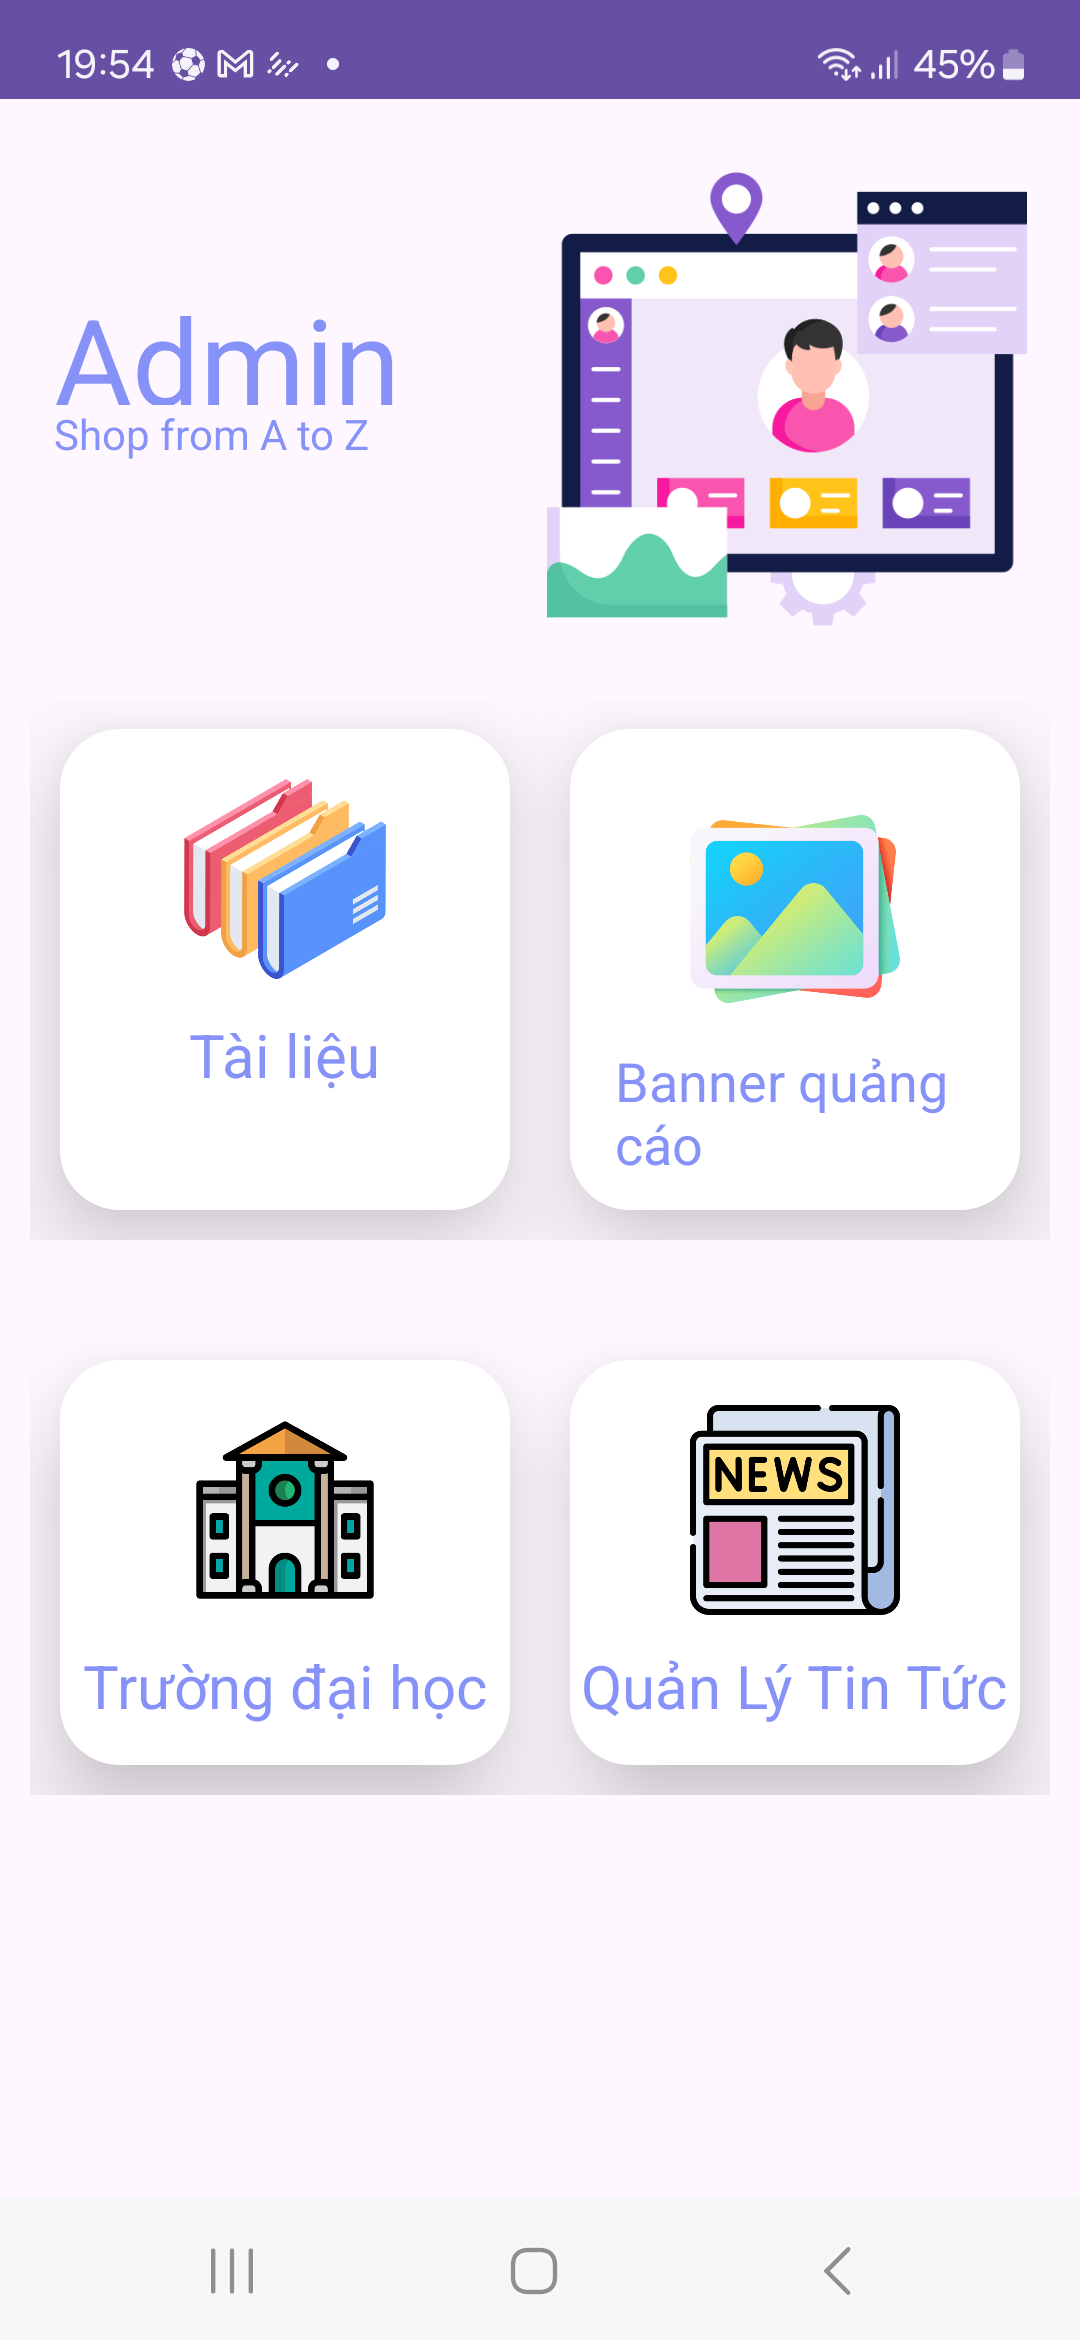 19:54
45%
Admin
Shop from A to Z
Tài liệu
Banner quảng
cáo
NEWS
Trường đại học
Quản Lý Tin Tức